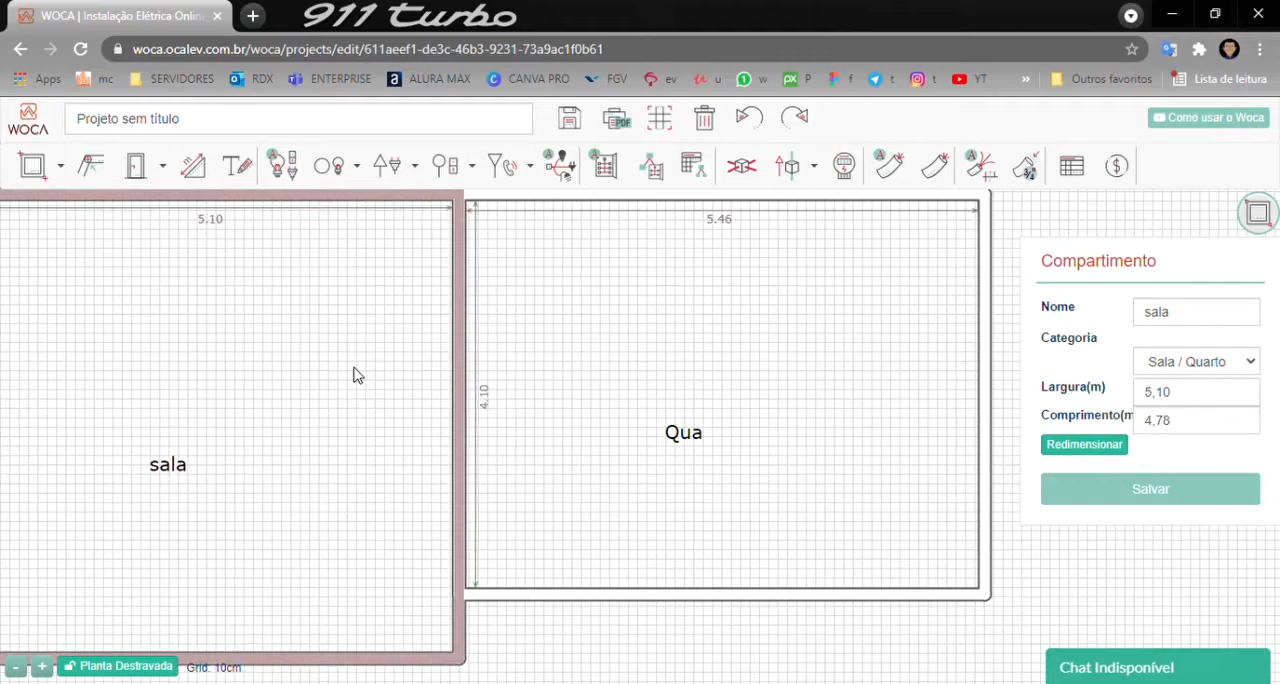 WOCA | Instalação Elétrica Onlin
911 turbo
woca.ocalev.com.br/woca/projects/edit/611aeef1-de3c-46b3-9231-73a9ac1f0b61
Apps mc SERVIDORES RDX ENTERPRISE ALURA MAX CANVA PRO FGV ev u w P f t t YT » Outros favoritos Lista de leitura
WOCA Projeto sem título PDF Como usar o Woca
5.10 5.46
Compartimento
Nome sala
Categoria
Sala / Quarto
Largura(m) 5,10
Comprimento(m 4,78
4.10
Qua
Redimensionar
sala
Salvar
- + Planta Destravada Grid: 10cm
Chat Indisponível